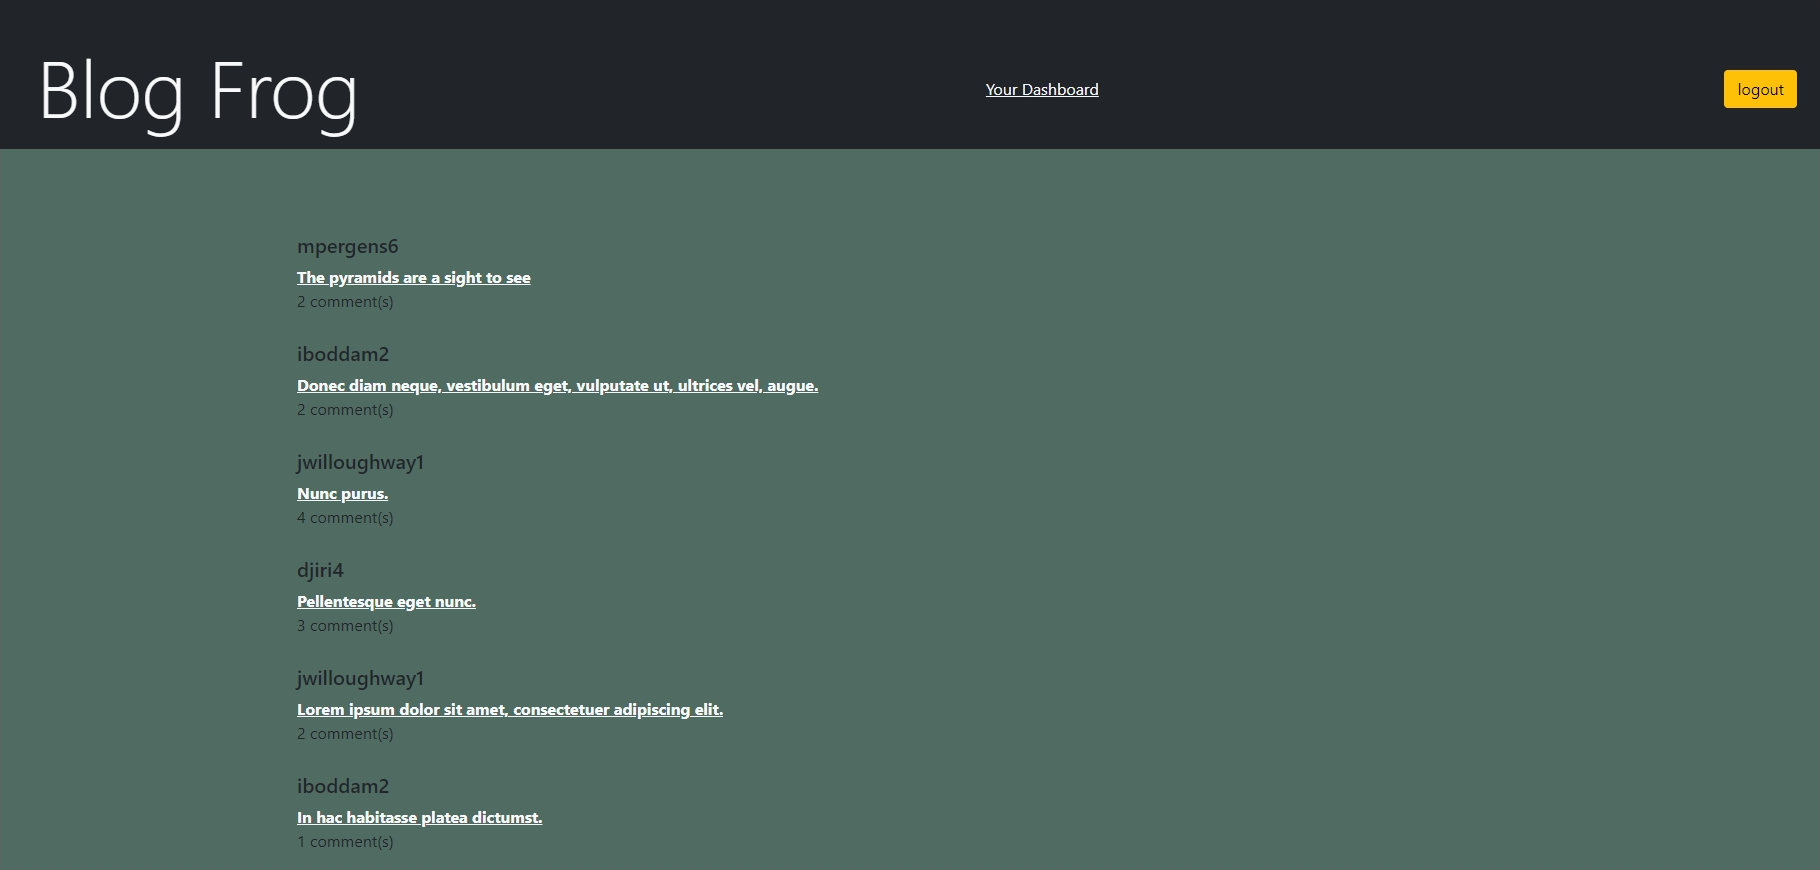 Blog Frog
Your Dashboard
logout
mpergens6
The pyramids are a sight to see
2 comment(s)
iboddam2
Donec diam neque, vestibulum eget, vulputate ut, ultrices vel, augue.
2 comment(s)
jwilloughway1
Nunc purus.
4 comment(s)
djiri4
Pellentesque eget nunc.
3 comment(s)
jwilloughway1
Lorem ipsum dolor sit amet, consectetuer adipiscing elit.
2 comment(s)
iboddam2
In hac habitasse platea dictumst.
1 comment(s)